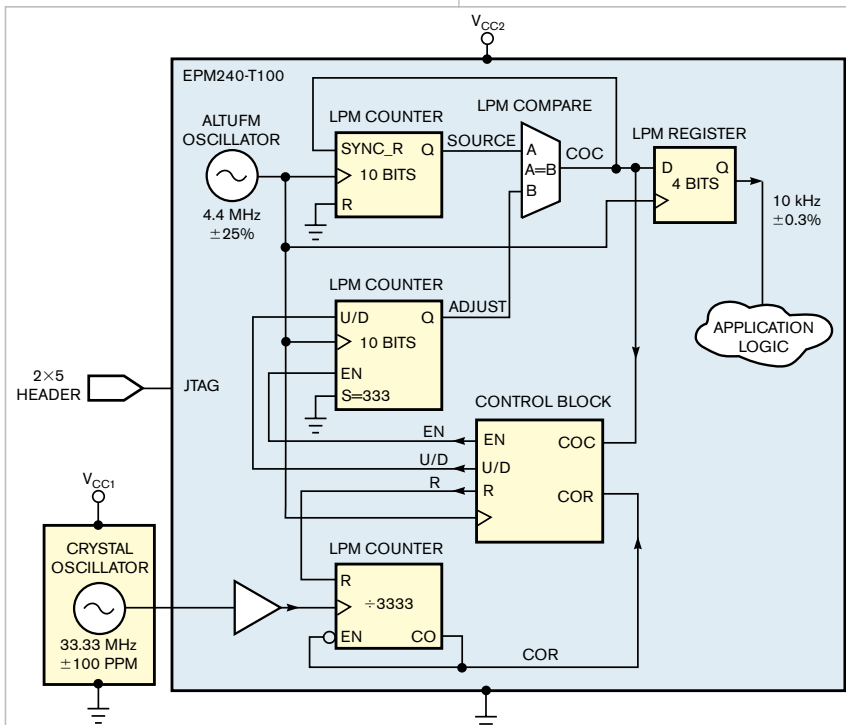 VCC2
EPM240-T100
ALTUFM
OSCILLATOR
4.4 MHz
±25%
LPM COUNTER
SYNC_R
Q
10 BITS
R
SOURCE
LPM COMPARE
A
A=B
B
COC
LPM REGISTER
D
Q
4 BITS
10 kHz
±0.3%
APPLICATION
LOGIC
LPM COUNTER
U/D
Q
10 BITS
EN
S=333
ADJUST
2×5
HEADER
JTAG
CONTROL BLOCK
EN
EN
COC
U/D
U/D
R
R
COR
VCC1
CRYSTAL
OSCILLATOR
33.33 MHz
±100 PPM
LPM COUNTER
R
÷3333
EN
CO
COR